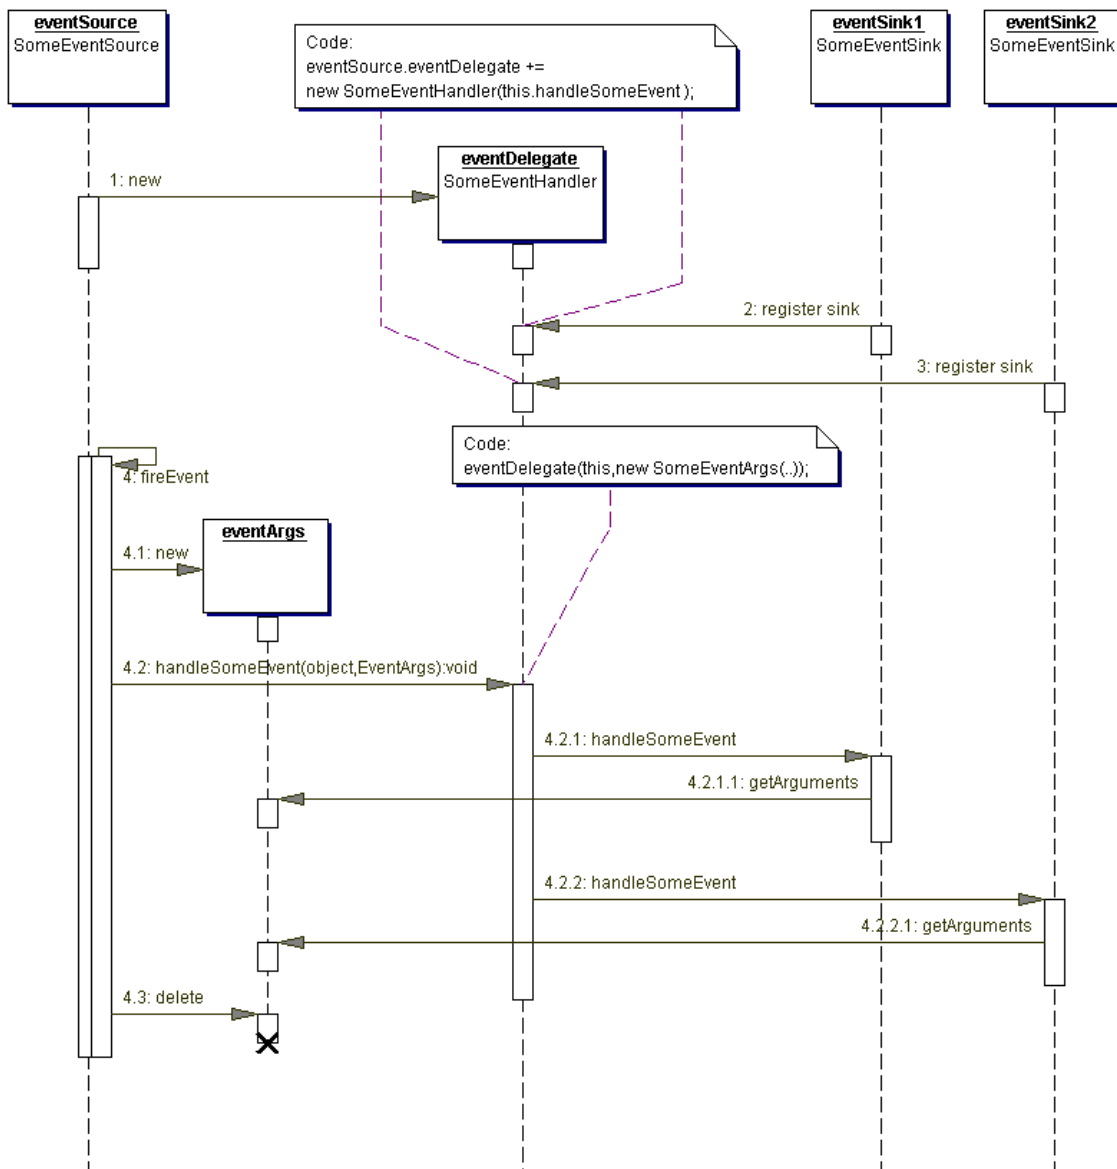 eventSource
SomeEventSource
Code:
eventSource.eventDelegate +=
new SomeEventHandler(this.handleSomeEvent );
eventSink1
SomeEventSink
eventSink2
SomeEventSink
eventDelegate
SomeEventHandler
1: new
2: register sink
3: register sink
Code:
eventDelegate(this,new SomeEventArgs(..));
4: fireEvent
eventArgs
4.1: new
4.2: handleSomeEvent(object,EventArgs):void
4.2.1: handleSomeEvent
4.2.1.1: getArguments
4.2.2: handleSomeEvent
4.2.2.1: getArguments
4.3: delete